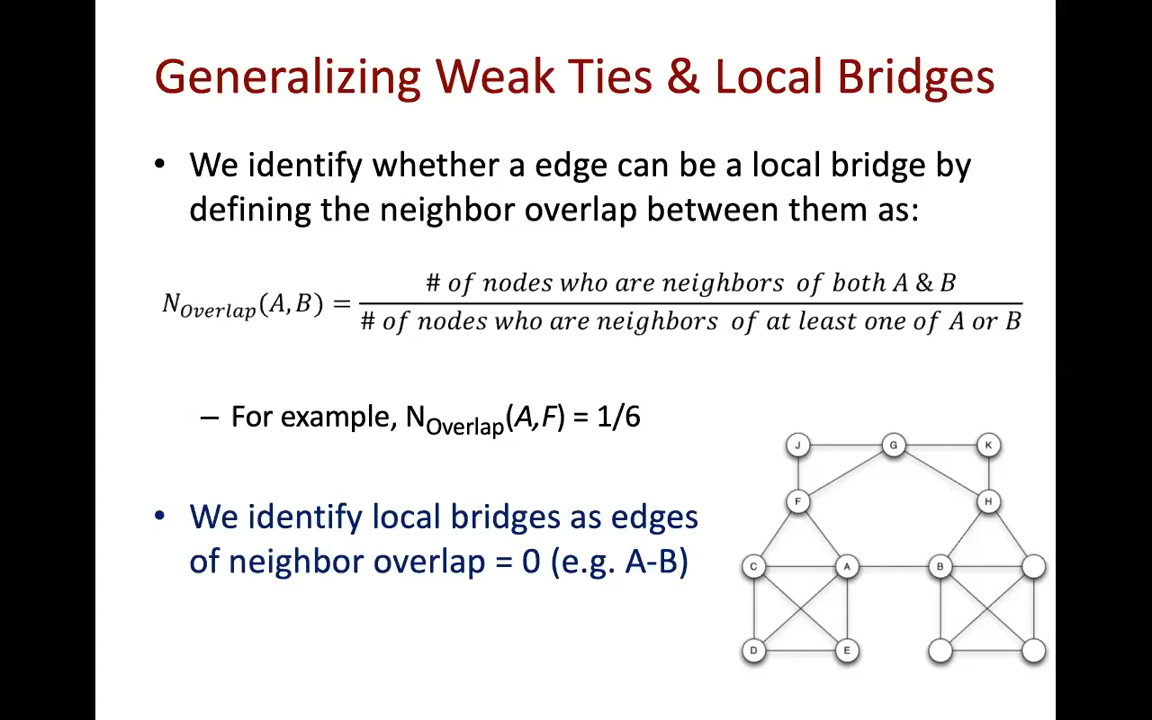 Generalizing Weak Ties & Local Bridges
• We identify whether a edge can be a local bridge by
defining the neighbor overlap between them as:
# of nodes who are neighbors of both A & B
N_Overlap(A, B) =
# of nodes who are neighbors of at least one of A or B
– For example, N_Overlap(A,F) = 1/6
• We identify local bridges as edges
of neighbor overlap = 0 (e.g. A-B)
J G K
F H
C A B
D E